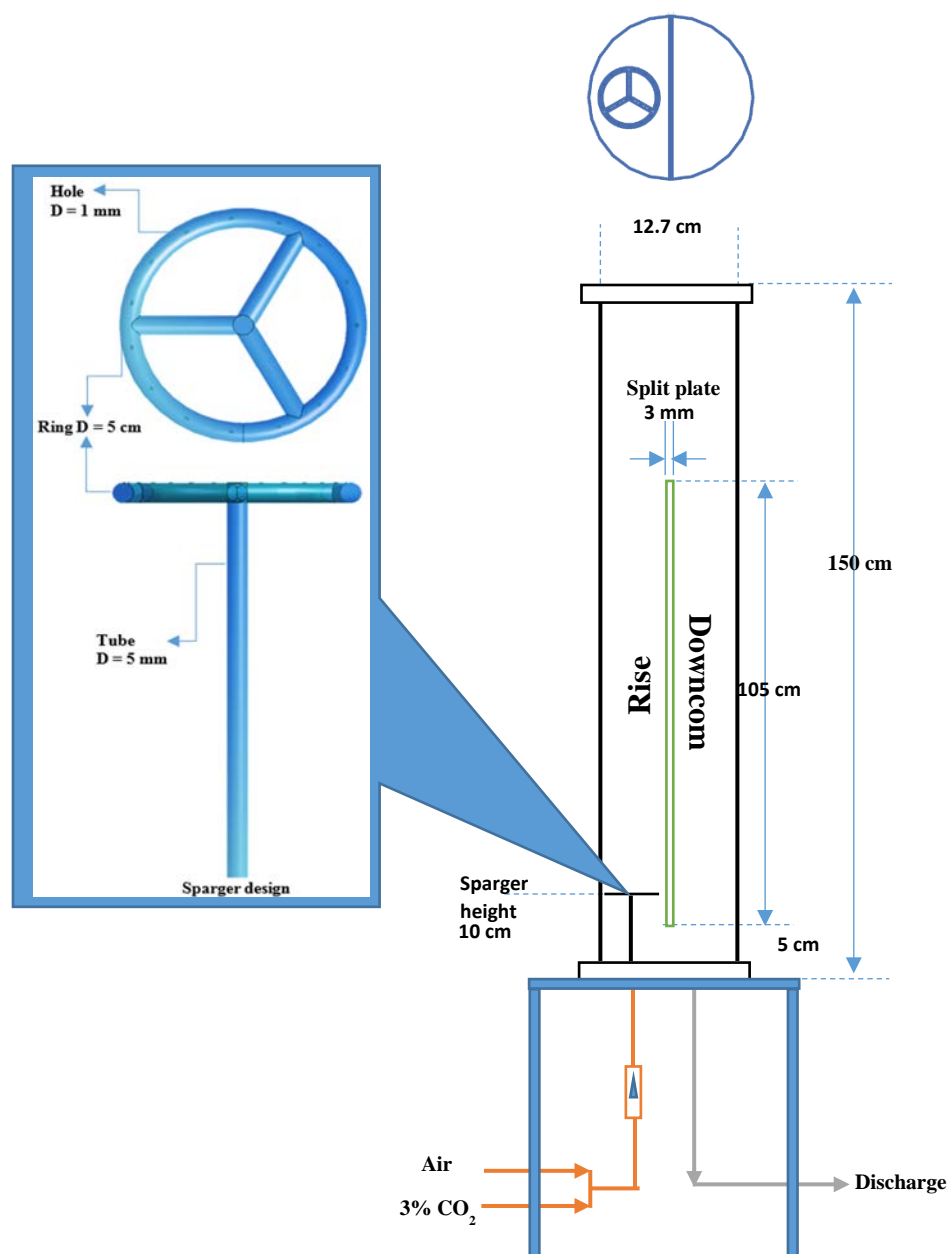 12.7 cm
Hole
D = 1 mm
Ring D = 5 cm
Tube
D = 5 mm
Sparger design
Split plate
3 mm
150 cm
105 cm
Rise
Downcom
Sparger
height
10 cm
5 cm
Air
3% CO₂
Discharge